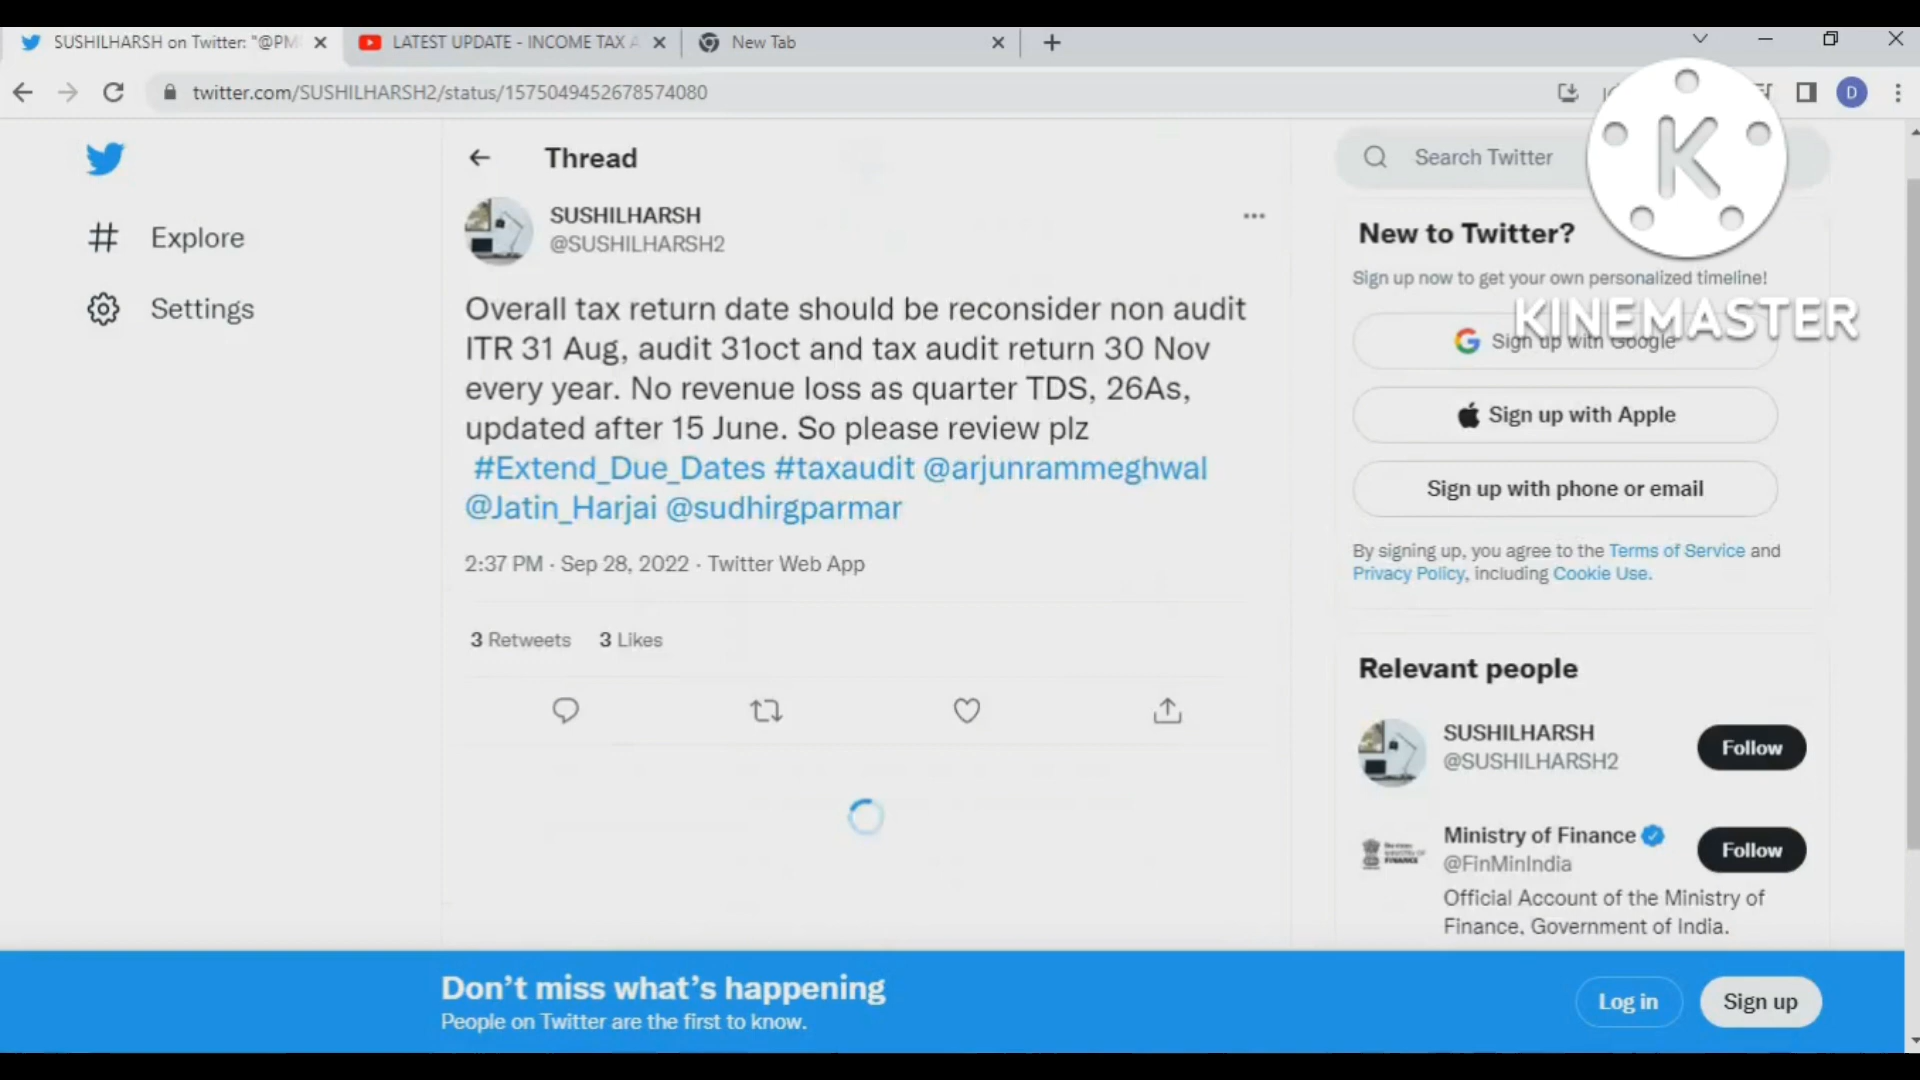 SUSHILHARSH on Twitter: "@PM
LATEST UPDATE - INCOME TAX A
New Tab
twitter.com/SUSHILHARSH2/status/1575049452678574080
D
K
KINEMASTER
Thread
Search Twitter
Explore
Settings
SUSHILHARSH
@SUSHILHARSH2
Overall tax return date should be reconsider non audit
ITR 31 Aug, audit 31oct and tax audit return 30 Nov
every year. No revenue loss as quarter TDS, 26As,
updated after 15 June. So please review plz
#Extend_Due_Dates #taxaudit @arjunrammeghwal
@Jatin_Harjai @sudhirgparmar
2:37 PM · Sep 28, 2022 · Twitter Web App
3 Retweets 3 Likes
New to Twitter?
Sign up now to get your own personalized timeline!
Sign up with Google
Sign up with Apple
Sign up with phone or email
By signing up, you agree to the Terms of Service and
Privacy Policy, including Cookie Use.
Relevant people
SUSHILHARSH
@SUSHILHARSH2
Follow
Ministry of Finance
@FinMinIndia
Follow
Official Account of the Ministry of
Finance, Government of India.
Don't miss what's happening
People on Twitter are the first to know.
Log in
Sign up